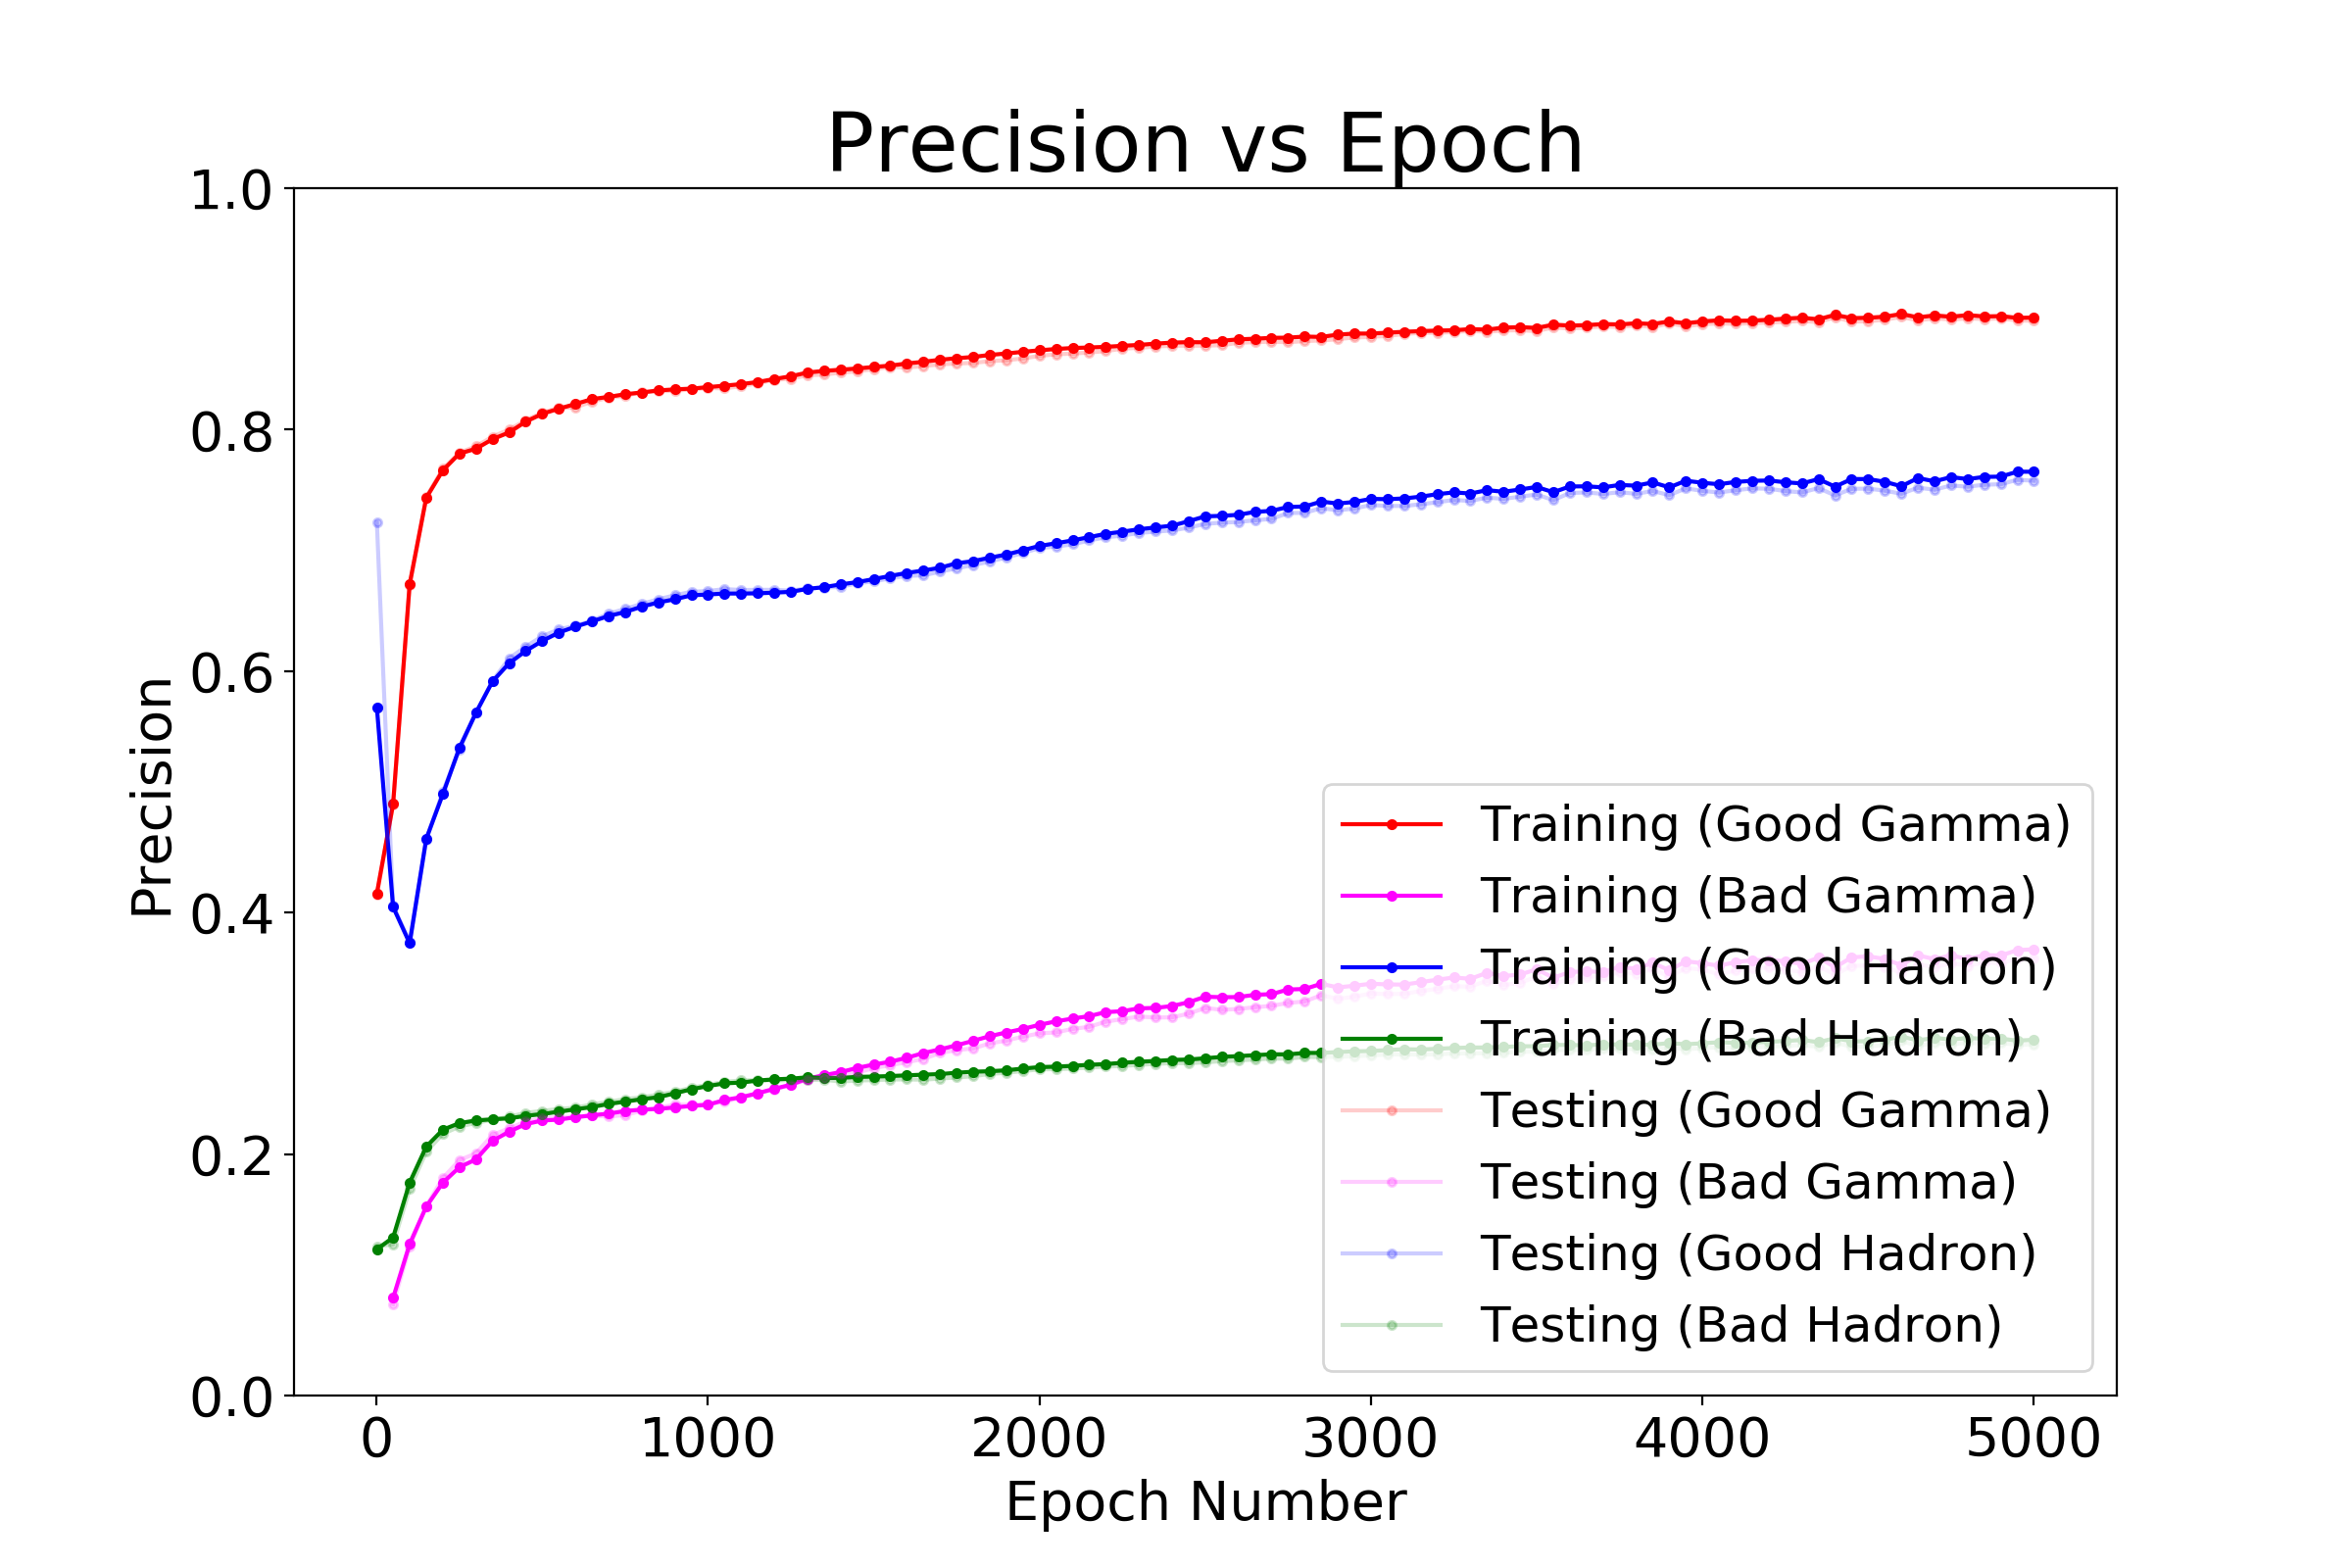 Precision vs Epoch
1.0
0.8
0.6
0.4
0.2
0.0
Precision
0 1000 2000 3000 4000 5000
Epoch Number
Training (Good Gamma)
Training (Bad Gamma)
Training (Good Hadron)
Training (Bad Hadron)
Testing (Good Gamma)
Testing (Bad Gamma)
Testing (Good Hadron)
Testing (Bad Hadron)